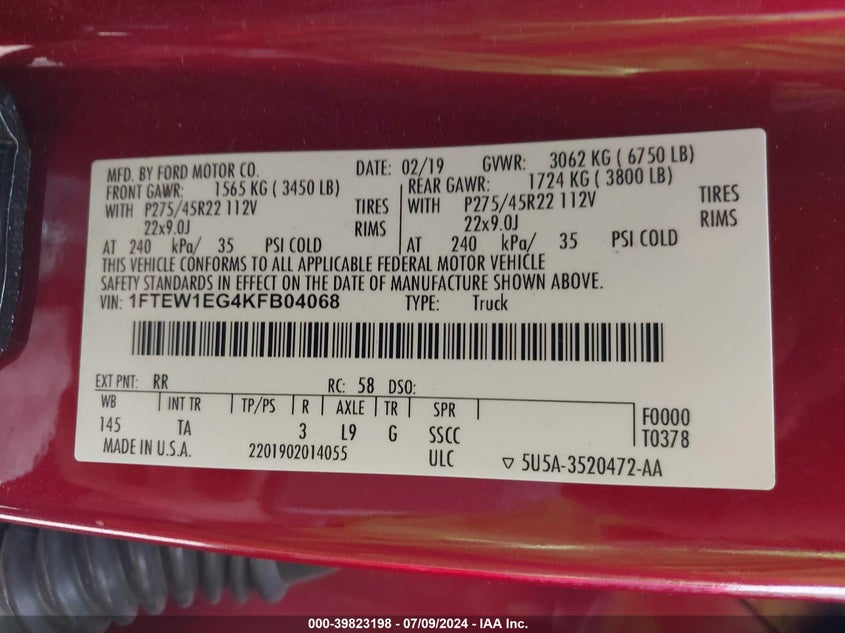 MFD. BY FORD MOTOR CO. DATE: 02/19 GVWR: 3062 KG ( 6750 LB)
FRONT GAWR: 1565 KG ( 3450 LB) REAR GAWR: 1724 KG ( 3800 LB)
WITH P275/45R22 112V TIRES WITH P275/45R22 112V TIRES
22x9.0J RIMS 22x9.0J RIMS
AT 240 kPa/ 35 PSI COLD AT 240 kPa/ 35 PSI COLD
THIS VEHICLE CONFORMS TO ALL APPLICABLE FEDERAL MOTOR VEHICLE
SAFETY STANDARDS IN EFFECT ON THE DATE OF MANUFACTURE SHOWN ABOVE.
VIN: 1FTEW1EG4KFB04068 TYPE: Truck
EXT PNT: RR RC: 58 DSO:
WB INT TR TP/PS R AXLE TR SPR F0000
145 TA 3 L9 G SSCC T0378
MADE IN U.S.A. 2201902014055 ULC ▽ 5U5A-3520472-AA
000-39823198 - 07/09/2024 - IAA Inc.